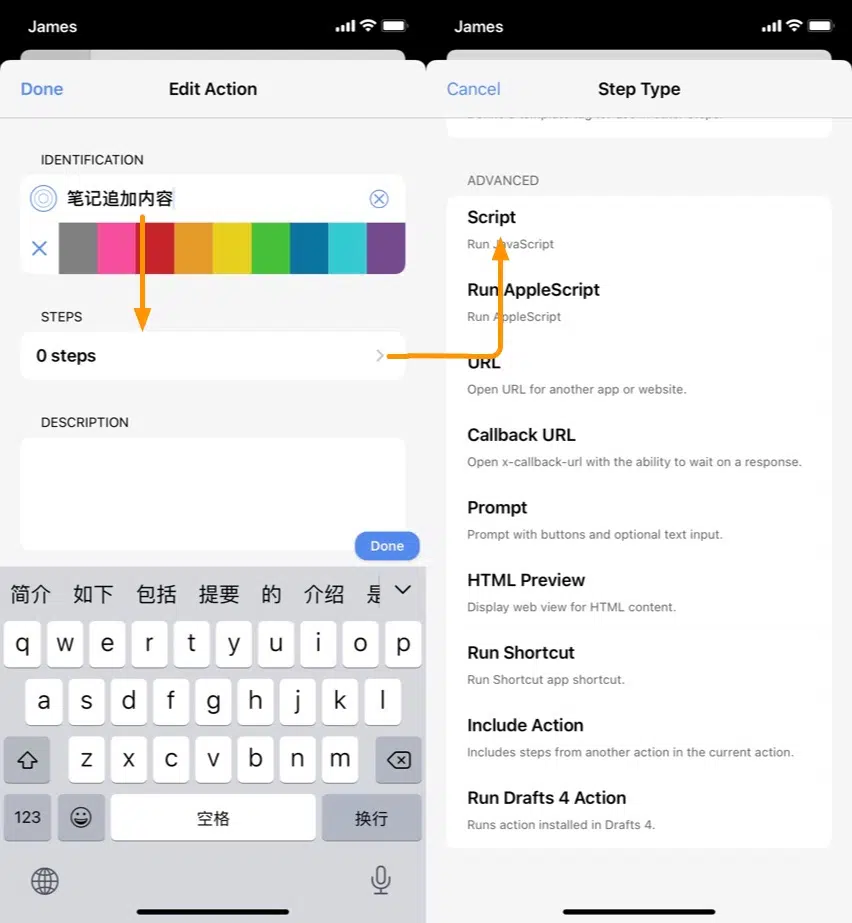 James
Done
Edit Action
IDENTIFICATION
笔记追加内容
STEPS
0 steps
DESCRIPTION
Done
简介 如下 包括 提要 的 介绍
q w e r t y u i o p
a s d f g h j k l
z x c v b n m
123 空格 换行
James
Cancel
Step Type
ADVANCED
Script
Run JavaScript
Run AppleScript
Run AppleScript
URL
Open URL for another app or website.
Callback URL
Open x-callback-url with the ability to wait on a response.
Prompt
Prompt with buttons and optional text input.
HTML Preview
Display web view for HTML content.
Run Shortcut
Run Shortcut app shortcut.
Include Action
Includes steps from another action in the current action.
Run Drafts 4 Action
Runs action installed in Drafts 4.